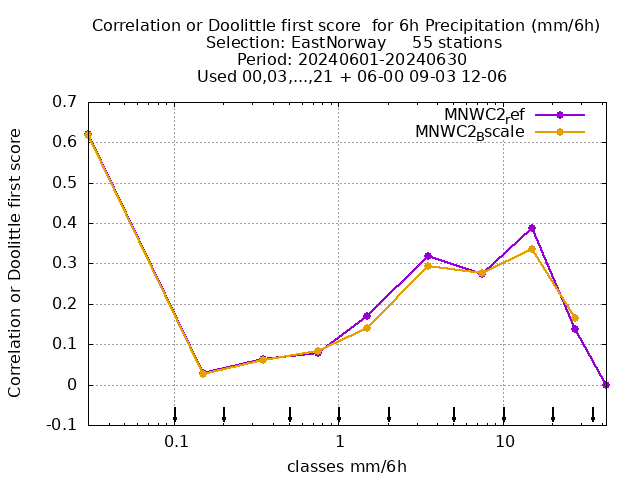 Correlation or Doolittle first score  for 6h Precipitation (mm/6h)
Selection: EastNorway     55 stations
Period: 20240601-20240630
Used 00,03,...,21 + 06-00 09-03 12-06
MNWC2ref
MNWC2Bscale
Correlation or Doolittle first score
0.7
0.6
0.5
0.4
0.3
0.2
0.1
0
-0.1
0.1 1 10
classes mm/6h